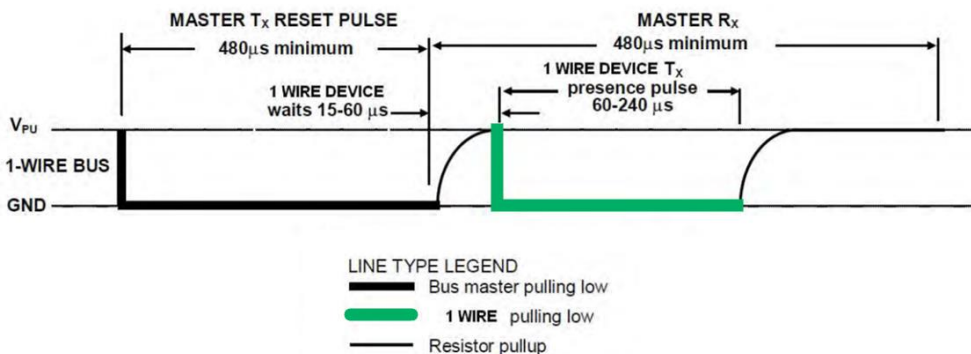 MASTER Tx RESET PULSE
480μs minimum
MASTER Rx
480μs minimum
1 WIRE DEVICE
waits 15-60 μs
1 WIRE DEVICE Tx
presence pulse
60-240 μs
VPU
1-WIRE BUS
GND
LINE TYPE LEGEND
Bus master pulling low
1 WIRE pulling low
Resistor pullup